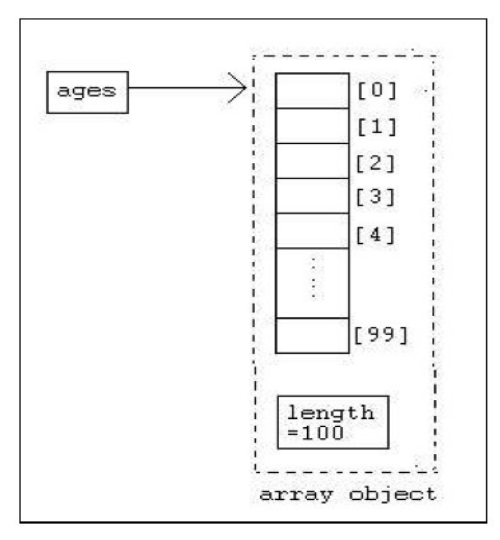 ages
[0]
[1]
[2]
[3]
[4]
[99]
length
=100
array object